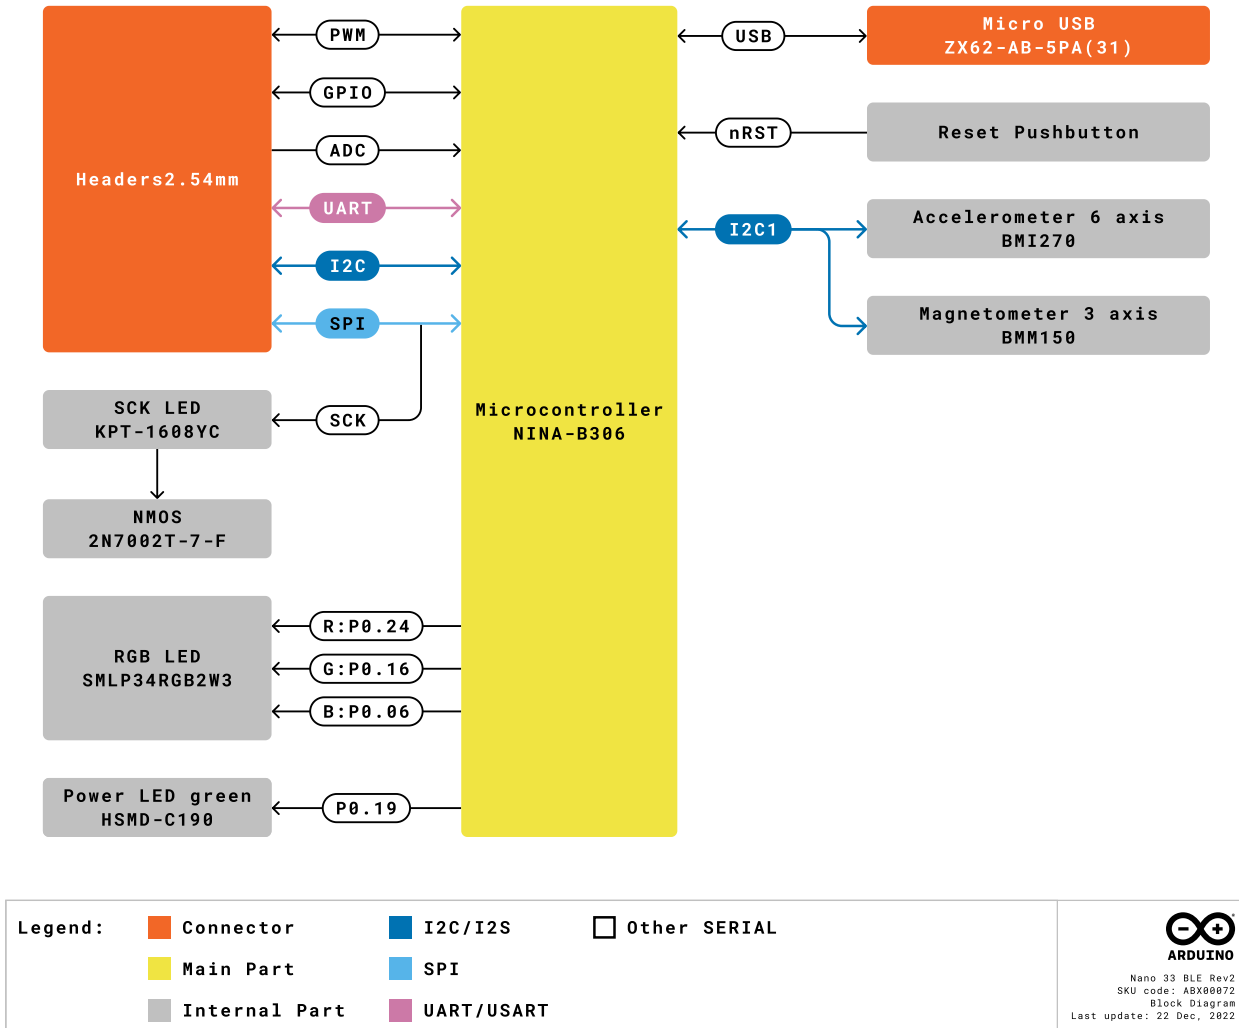 Headers2.54mm
PWM
GPIO
ADC
UART
I2C
SPI
SCK
SCK LED
KPT-1608YC
NMOS
2N7002T-7-F
RGB LED
SMLP34RGB2W3
R:P0.24
G:P0.16
B:P0.06
Power LED green
HSMD-C190
P0.19
Microcontroller
NINA-B306
USB
Micro USB
ZX62-AB-5PA(31)
nRST
Reset Pushbutton
I2C1
Accelerometer 6 axis
BMI270
Magnetometer 3 axis
BMM150
Legend:
Connector
Main Part
Internal Part
I2C/I2S
SPI
UART/USART
Other SERIAL
ARDUINO
Nano 33 BLE Rev2
SKU code: ABX00072
Block Diagram
Last update: 22 Dec, 2022